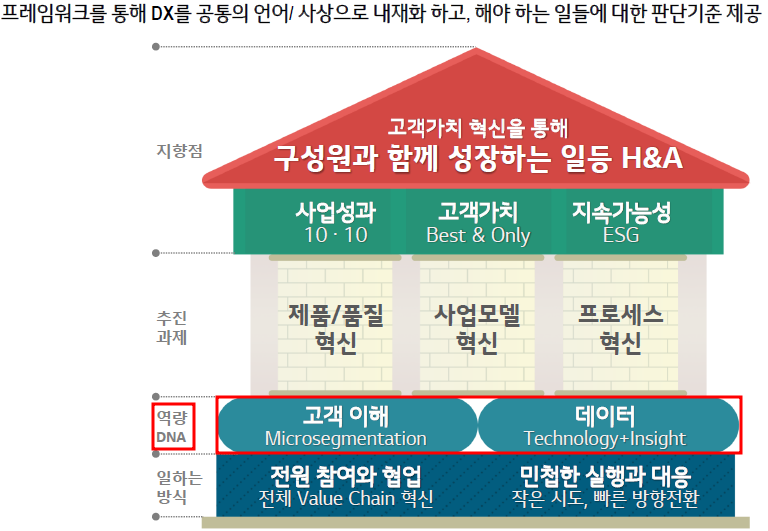 프레임워크를 통해 DX를 공통의 언어/ 사상으로 내재화 하고, 해야 하는 일들에 대한 판단기준 제공
지향점
고객가치 혁신을 통해
구성원과 함께 성장하는 일등 H&A
사업성과
10 · 10
고객가치
Best & Only
지속가능성
ESG
추진
과제
제품/품질
혁신
사업모델
혁신
프로세스
혁신
역량
DNA
고객 이해
Microsegmentation
데이터
Technology+Insight
일하는
방식
전원 참여와 협업
전체 Value Chain 혁신
민첩한 실행과 대응
작은 시도, 빠른 방향전환